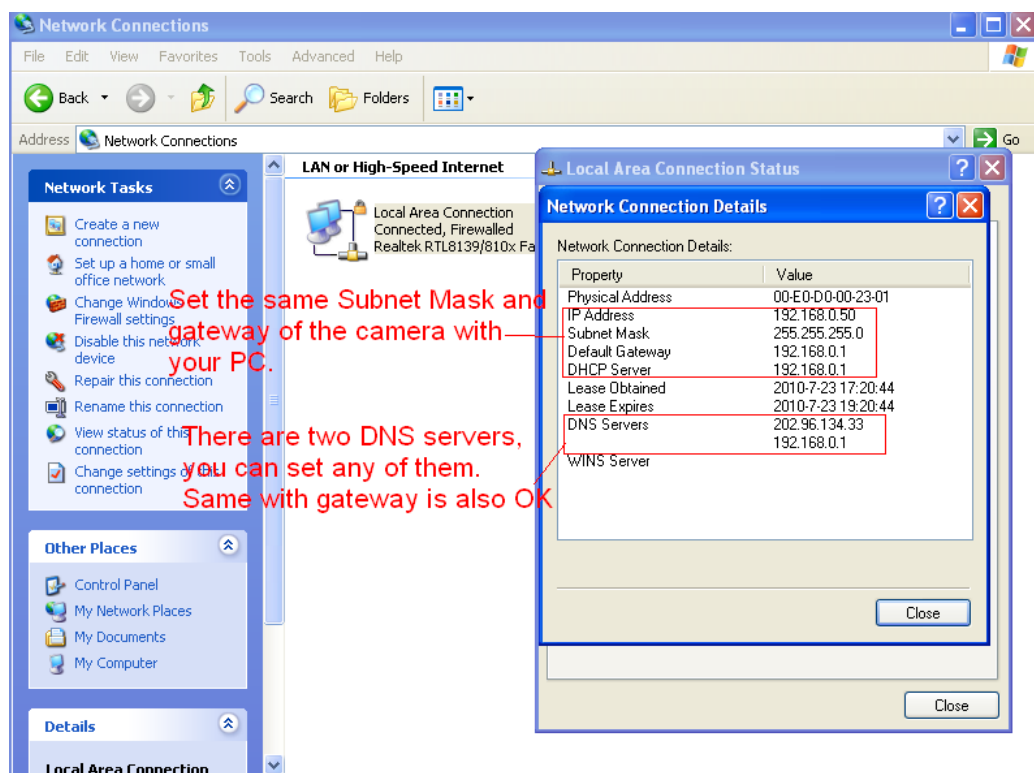 Network Connections
File Edit View Favorites Tools Advanced Help
Back Search Folders
Address Network Connections Go
Network Tasks
Create a new
connection
Set up a home or small
office network
Change Windows
Firewall settings
Disable this network
device
Repair this connection
Rename this connection
View status of this
connection
Change settings of this
connection
Other Places
Control Panel
My Network Places
My Documents
My Computer
Details
Local Area Connection
LAN or High-Speed Internet
Local Area Connection
Connected, Firewalled
Realtek RTL8139/810x Fa
Set the same Subnet Mask and
gateway of the camera with
your PC.
There are two DNS servers,
you can set any of them.
Same with gateway is also OK
Local Area Connection Status
Network Connection Details
Network Connection Details:
Property Value
Physical Address 00-E0-D0-00-23-01
IP Address 192.168.0.50
Subnet Mask 255.255.255.0
Default Gateway 192.168.0.1
DHCP Server 192.168.0.1
Lease Obtained 2010-7-23 17:20:44
Lease Expires 2010-7-23 19:20:44
DNS Servers 202.96.134.33
192.168.0.1
WINS Server
Close
Close